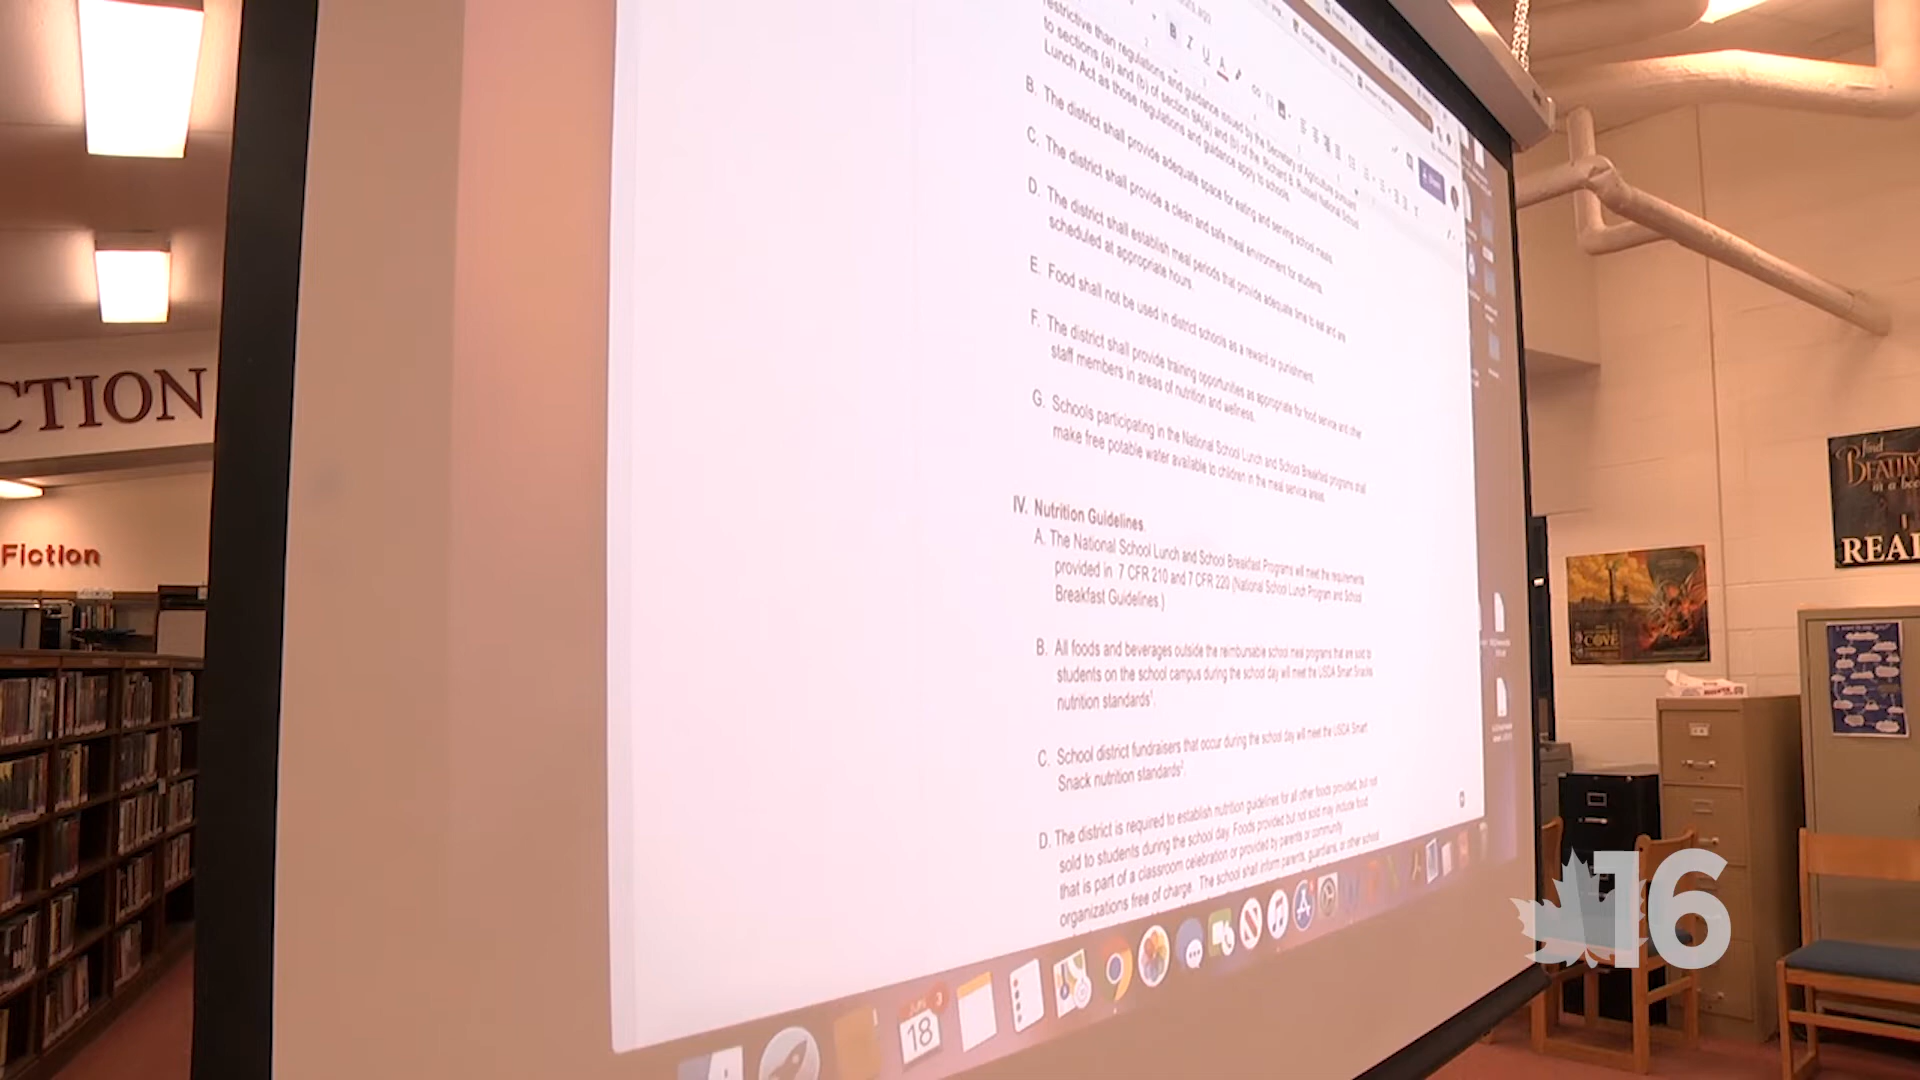 CTION
Fiction
restrictive than regulations and guidance issued by the Secretary of Agriculture pursuant
to sections (a) and (b) of section 9A(a) and (b) of the Richard B. Russell National School
Lunch Act as those regulations and guidance apply to schools.
B. The district shall provide adequate space for eating and serving school meals.
C. The district shall provide a clean and safe meal environment for students.
D. The district shall establish meal periods that provide adequate time to eat and are
scheduled at appropriate hours.
E. Food shall not be used in district schools as a reward or punishment.
F. The district shall provide training opportunities as appropriate for food service and other
staff members in areas of nutrition and wellness.
G. Schools participating in the National School Lunch and School Breakfast programs shall
make free potable water available to children in the meal service areas.
IV. Nutrition Guidelines
A. The National School Lunch and School Breakfast Programs will meet the requirements
provided in 7 CFR 210 and 7 CFR 220 (National School Lunch Program and School
Breakfast Guidelines )
B. All foods and beverages outside the reimbursable school meal programs that are sold to
students on the school campus during the school day will meet the USDA Smart Snacks
nutrition standards¹.
C. School district fundraisers that occur during the school day will meet the USDA Smart
Snack nutrition standards².
D. The district is required to establish nutrition guidelines for all other foods provided, but not
sold to students during the school day. Foods provided but not sold may include food
that is part of a classroom celebration or provided by parents or community
organizations free of charge. The school shall inform parents, guardians, or other school
18
find
BEAUTY
in a
I
REA
COVE
16